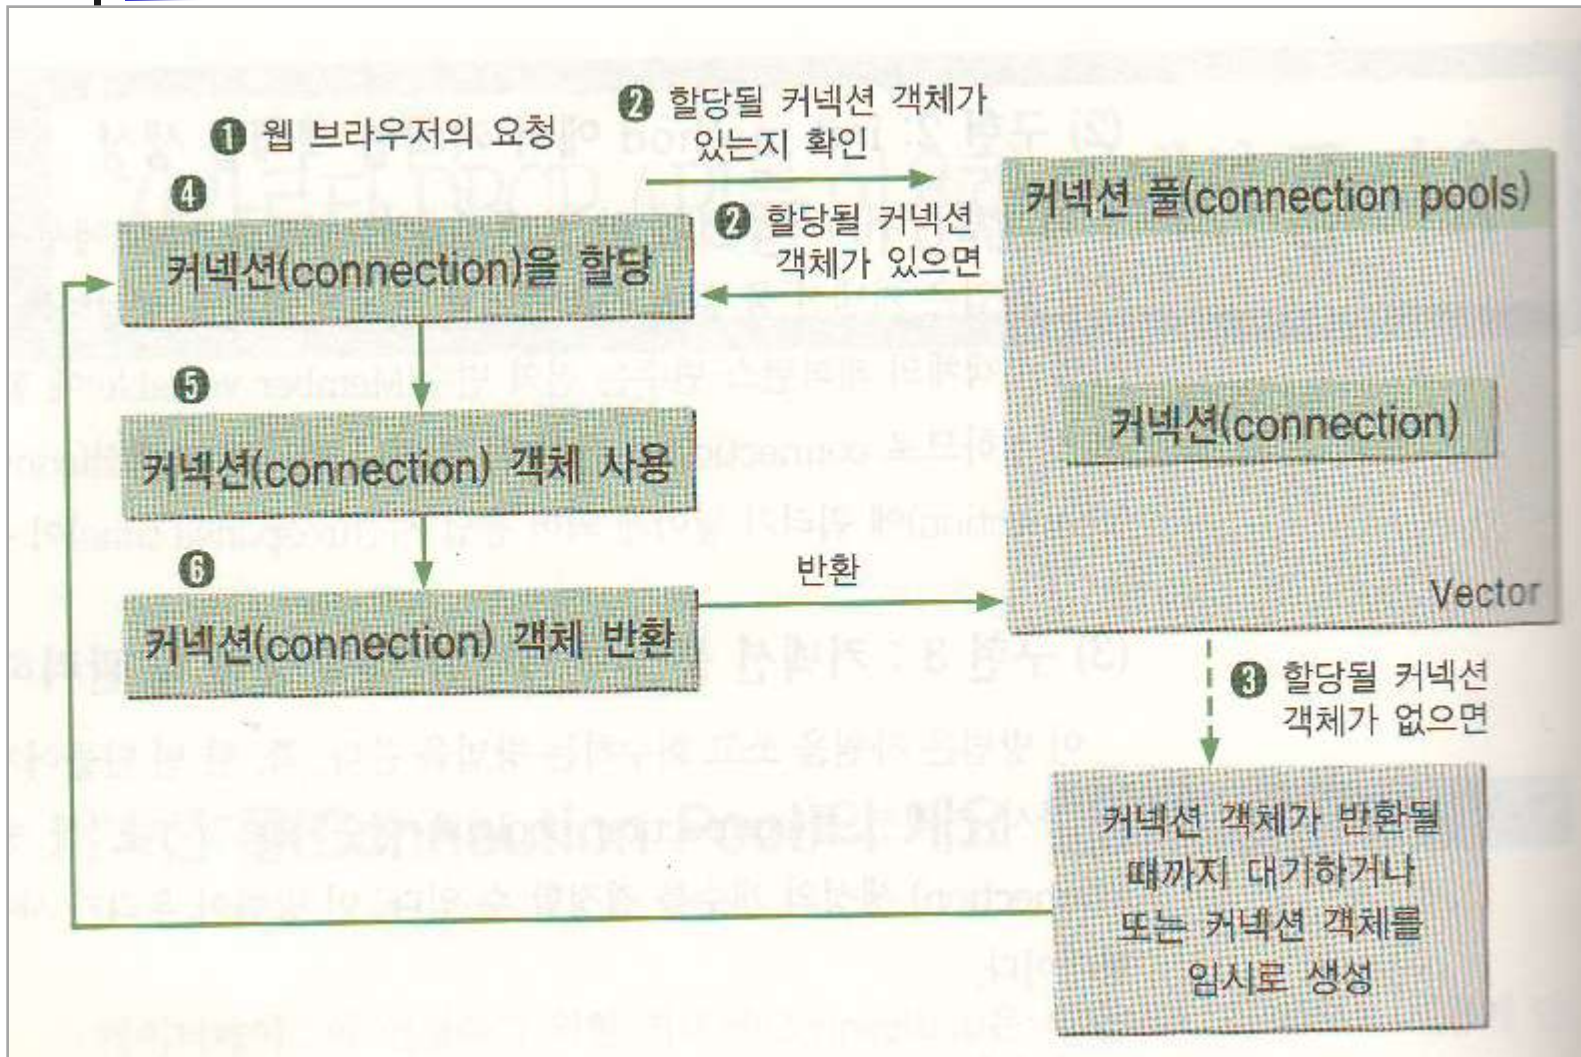 ❶ 웹 브라우저의 요청
❷ 할당될 커넥션 객체가
있는지 확인
❹
커넥션(connection)을 할당
❷ 할당될 커넥션
객체가 있으면
커넥션 풀(connection pools)
커넥션(connection)
Vector
❺
커넥션(connection) 객체 사용
❻
커넥션(connection) 객체 반환
반환
❸ 할당될 커넥션
객체가 없으면
커넥션 객체가 반환될
때까지 대기하거나
또는 커넥션 객체를
임시로 생성